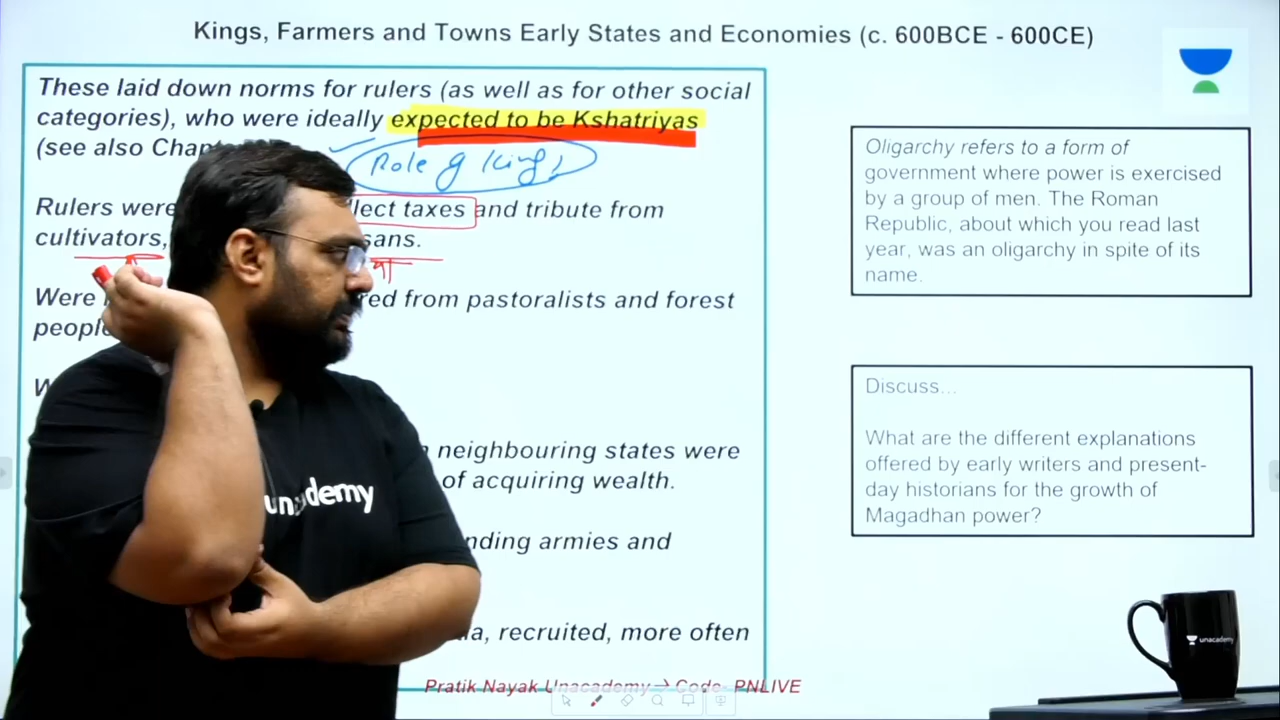 Kings, Farmers and Towns Early States and Economies (c. 600BCE - 600CE)
These laid down norms for rulers (as well as for other social
categories), who were ideally expected to be Kshatriyas
(see also
Role of King
Rulers were lect taxes and tribute from
cultivators, sans.
Were red from pastoralists and forest
neighbouring states were
of acquiring wealth.
nding armies and
recruited, more often
Oligarchy refers to a form of
government where power is exercised
by a group of men. The Roman
Republic, about which you read last
year, was an oligarchy in spite of its
name.
Discuss...
What are the different explanations
offered by early writers and present-
day historians for the growth of
Magadhan power?
unacademy
unacademy
Pratik Nayak Unacademy → Code- PNLIVE